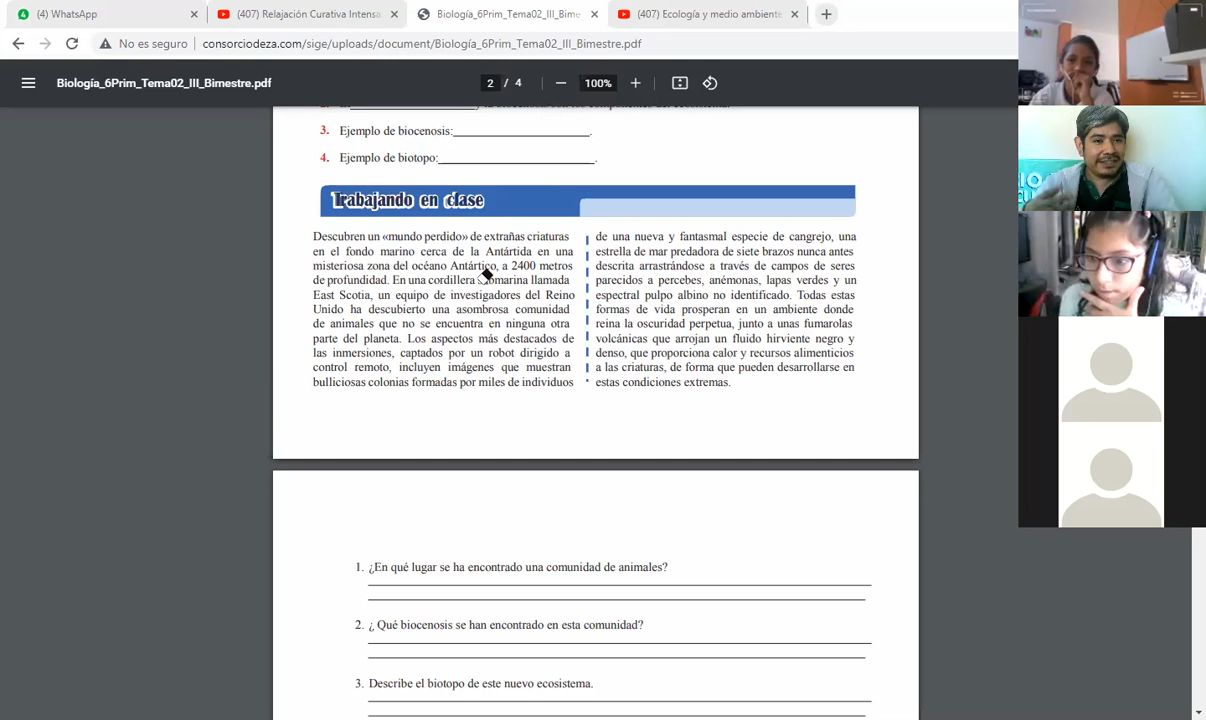 (4) WhatsApp
(407) Relajación Curativa Intensa
Biología_6Prim_Tema02_III_Bime
(407) Ecología y medio ambiente
No es seguro
consorciodeza.com/sige/uploads/document/Biología_6Prim_Tema02_III_Bimestre.pdf
Biología_6Prim_Tema02_III_Bimestre.pdf
2 / 4
100%
3. Ejemplo de biocenosis:
4. Ejemplo de biotopo:
Trabajando en clase
Descubren un «mundo perdido» de extrañas criaturas
en el fondo marino cerca de la Antártida en una
misteriosa zona del océano Antártico, a 2400 metros
de profundidad. En una cordillera submarina llamada
East Scotia, un equipo de investigadores del Reino
Unido ha descubierto una asombrosa comunidad
de animales que no se encuentra en ninguna otra
parte del planeta. Los aspectos más destacados de
las inmersiones, captados por un robot dirigido a
control remoto, incluyen imágenes que muestran
bulliciosas colonias formadas por miles de individuos
de una nueva y fantasmal especie de cangrejo, una
estrella de mar predadora de siete brazos nunca antes
descrita arrastrándose a través de campos de seres
parecidos a percebes, anémonas, lapas verdes y un
espectral pulpo albino no identificado. Todas estas
formas de vida prosperan en un ambiente donde
reina la oscuridad perpetua, junto a unas fumarolas
volcánicas que arrojan un fluido hirviente negro y
denso, que proporciona calor y recursos alimenticios
a las criaturas, de forma que pueden desarrollarse en
estas condiciones extremas.
1. ¿En qué lugar se ha encontrado una comunidad de animales?
2. ¿ Qué biocenosis se han encontrado en esta comunidad?
3. Describe el biotopo de este nuevo ecosistema.